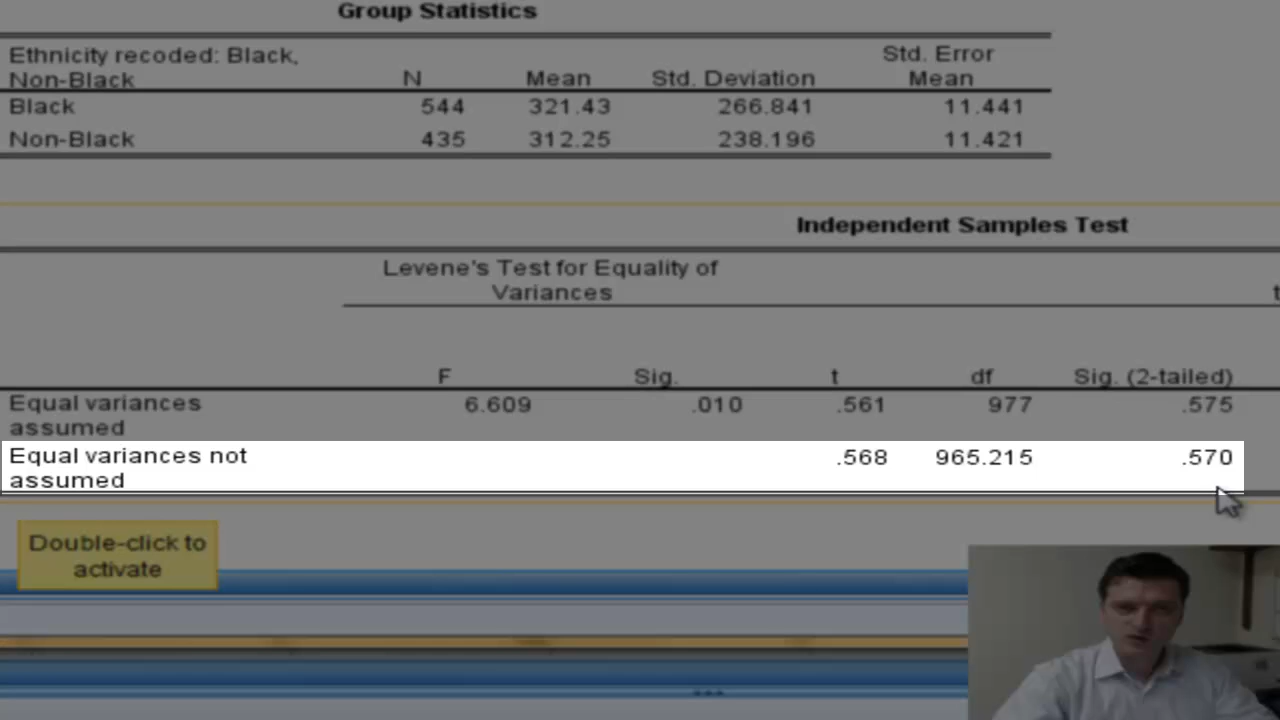 Group Statistics
Ethnicity recoded: Black, Std. Error
Non-Black N Mean Std. Deviation Mean
Black 544 321.43 266.841 11.441
Non-Black 435 312.25 238.196 11.421
Independent Samples Test
Levene's Test for Equality of
Variances t
F Sig. t df Sig. (2-tailed)
Equal variances 6.609 .010 .561 977 .575
assumed
Equal variances not .568 965.215 .570
assumed
Double-click to
activate